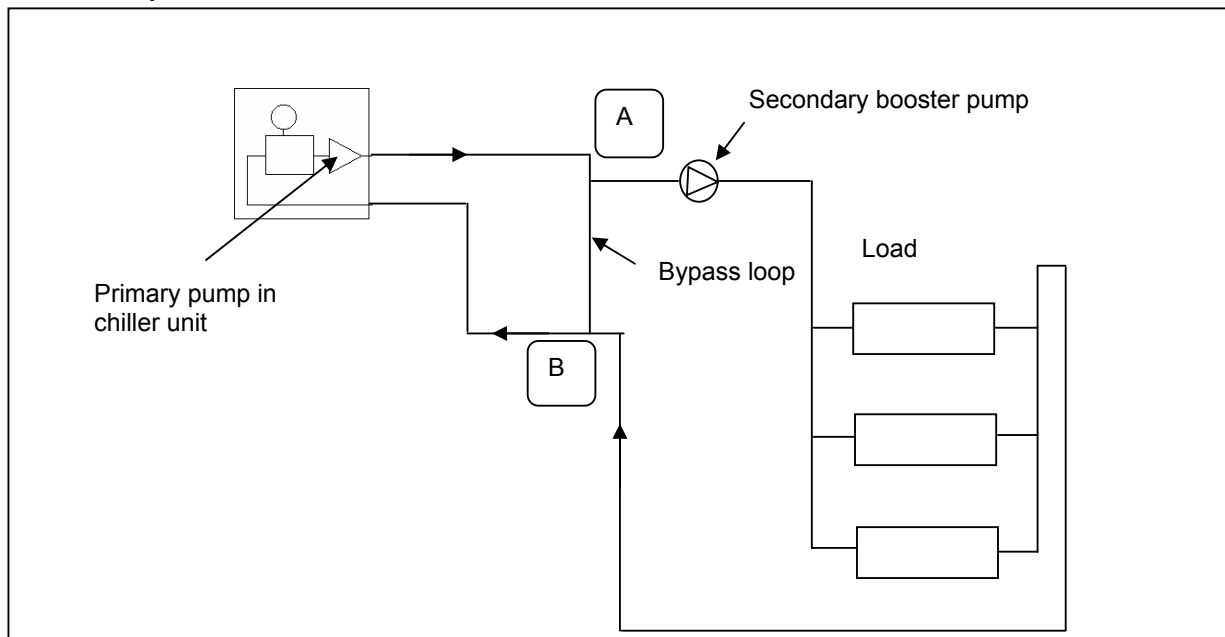 A
Secondary booster pump
Load
Bypass loop
Primary pump in
chiller unit
B